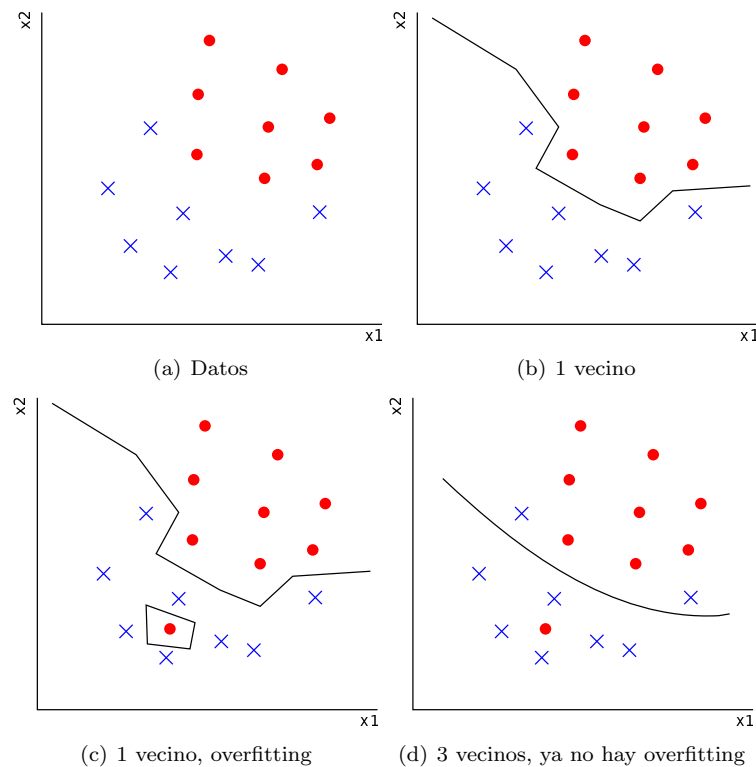 x2
x2
x1
x1
(a) Datos
(b) 1 vecino
x2
x2
x1
x1
(c) 1 vecino, overfitting
(d) 3 vecinos, ya no hay overfitting